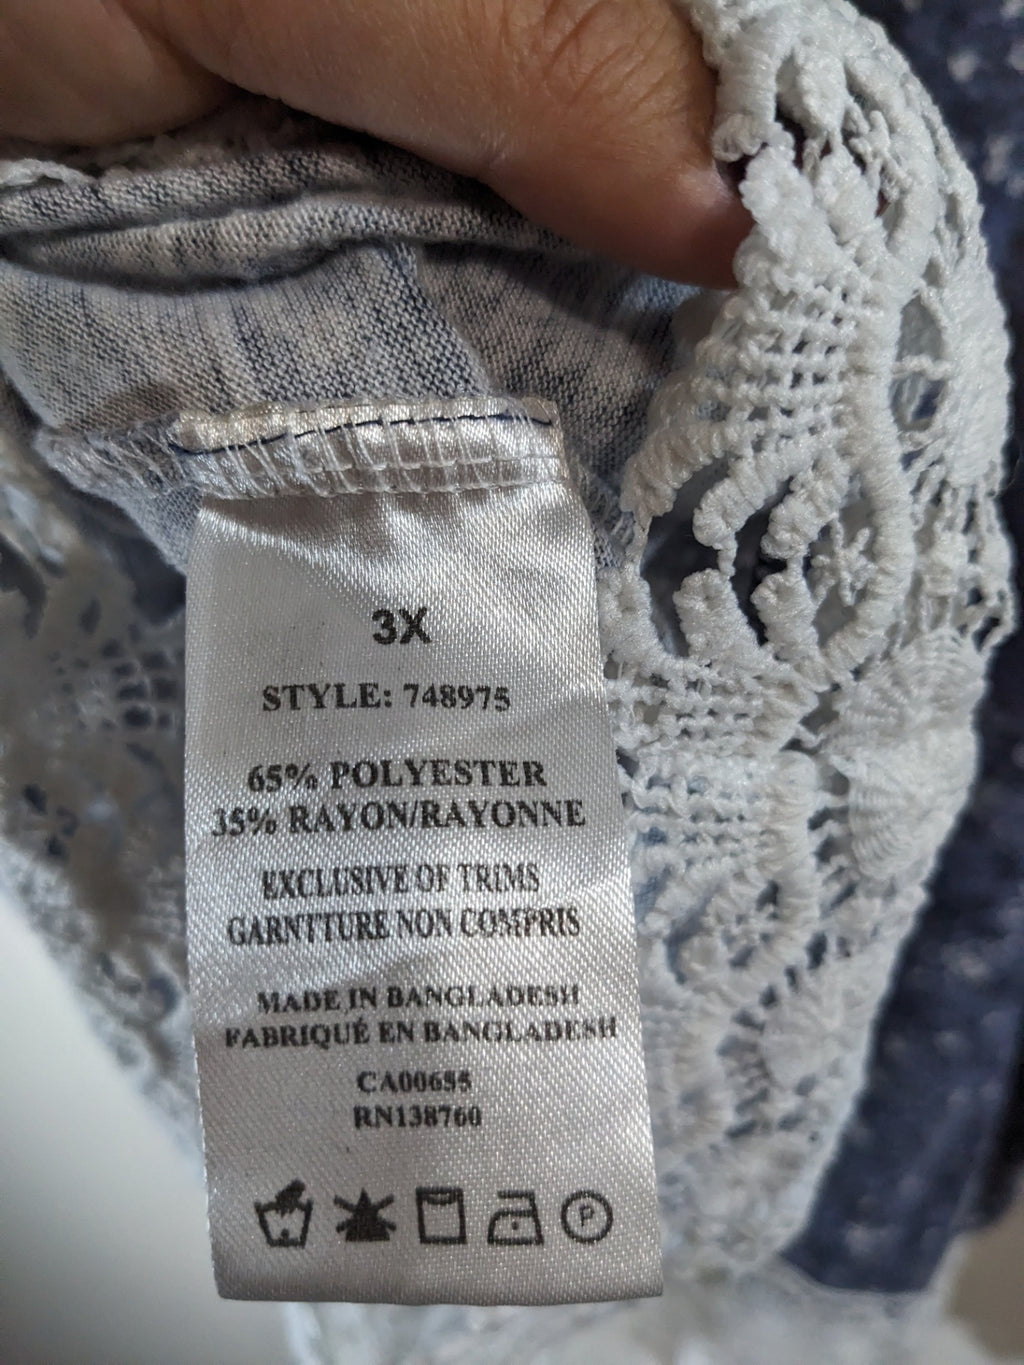 3X
STYLE: 748975
65% POLYESTER
35% RAYON/RAYONNE
EXCLUSIVE OF TRIMS
GARNTTURE NON COMPRIS
MADE IN BANGLADESH
FABRIQUÉ EN BANGLADESH
CA00655
RN138760
P